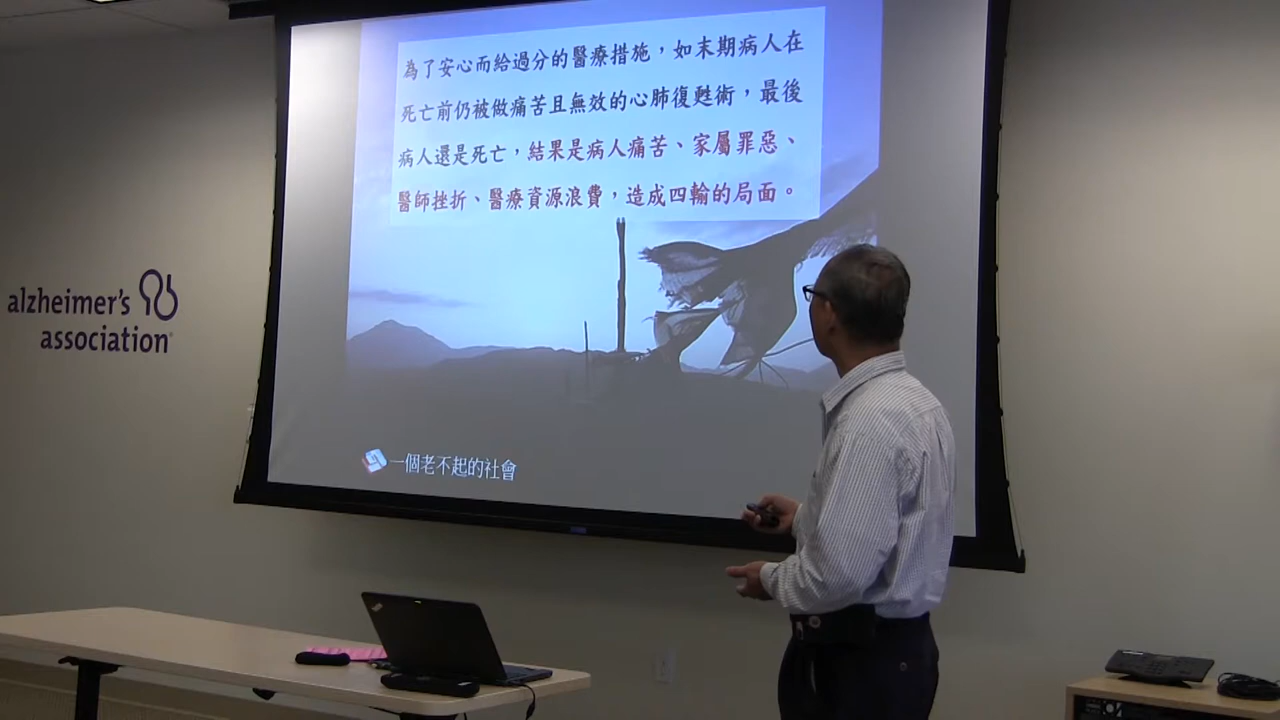 為了安心而給過分的醫療措施，如末期病人在
死亡前仍被做痛苦且無效的心肺復甦術，最後
病人還是死亡，結果是病人痛苦、家屬罪惡、
醫師挫折、醫療資源浪費，造成四輸的局面。
alzheimer's
association®
一個老不起的社會